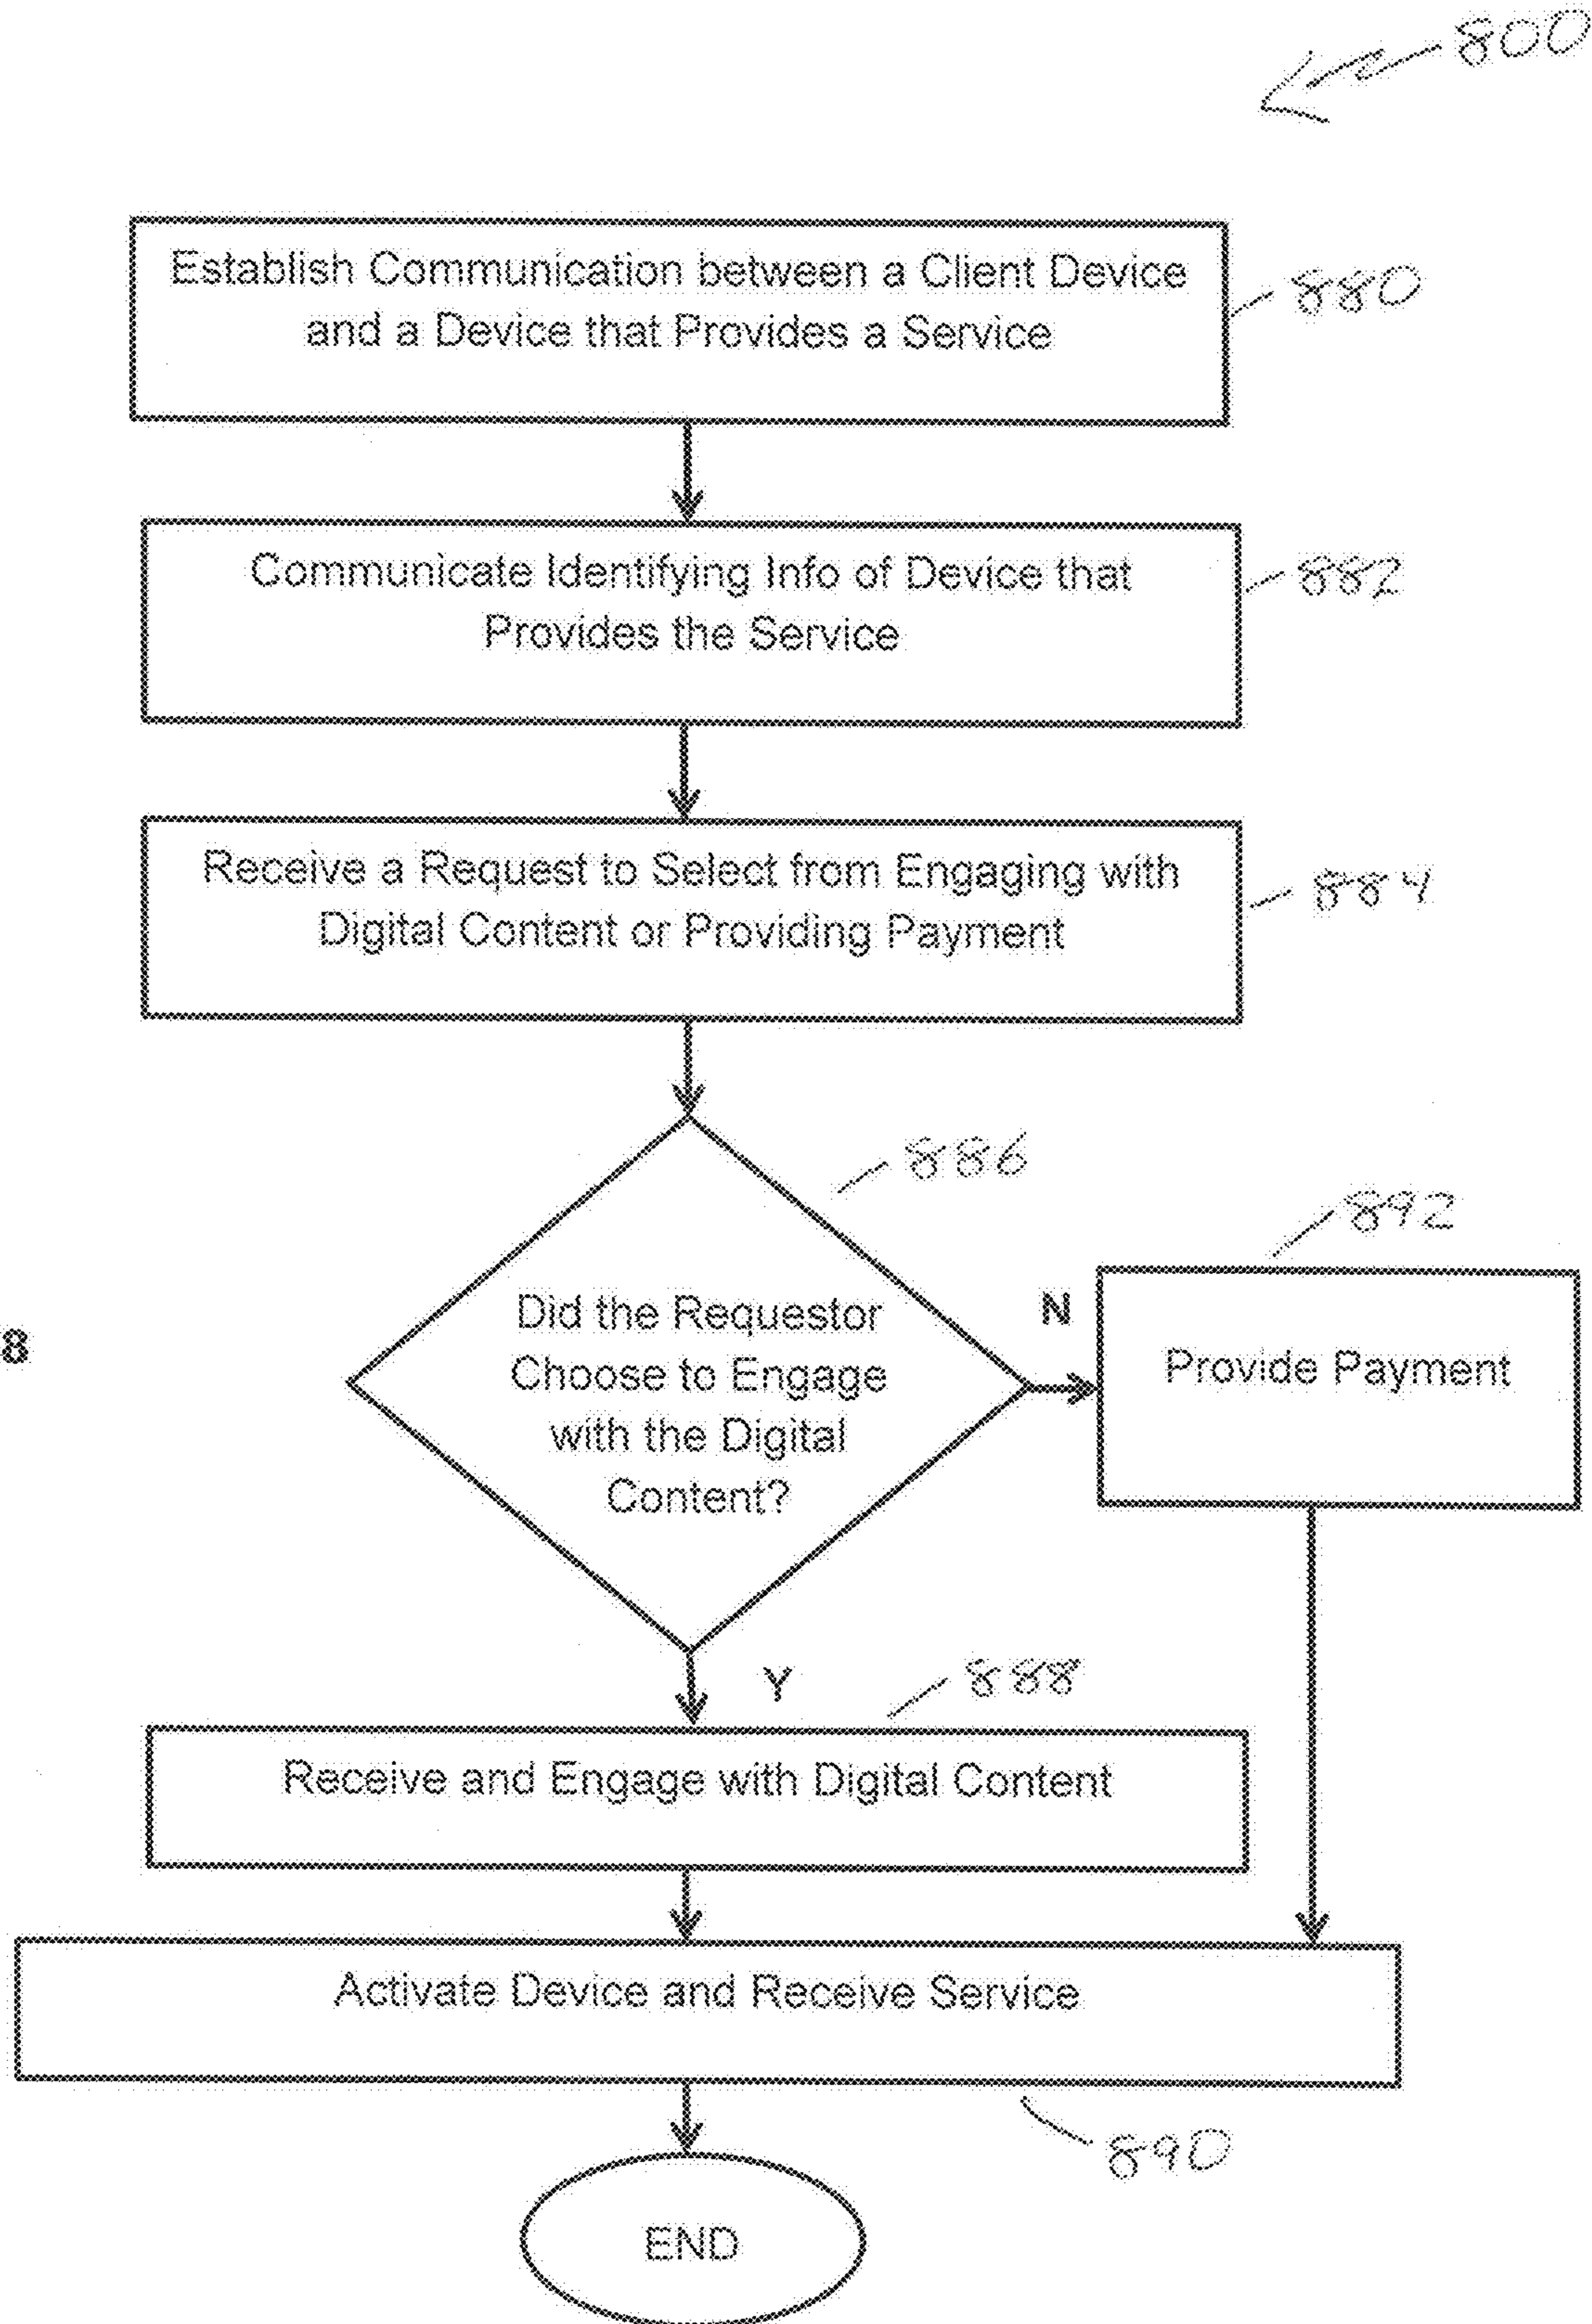 800
Establish Communication between a Client Device
and a Device that Provides a Service
880
Communicate Identifying Info of Device that
Provides the Service
882
Receive a Request to Select from Engaging with
Digital Content or Providing Payment
884
886
892
Did the Requestor
Choose to Engage
with the Digital
Content?
N
Provide Payment
8
Y
888
Receive and Engage with Digital Content
Activate Device and Receive Service
890
END